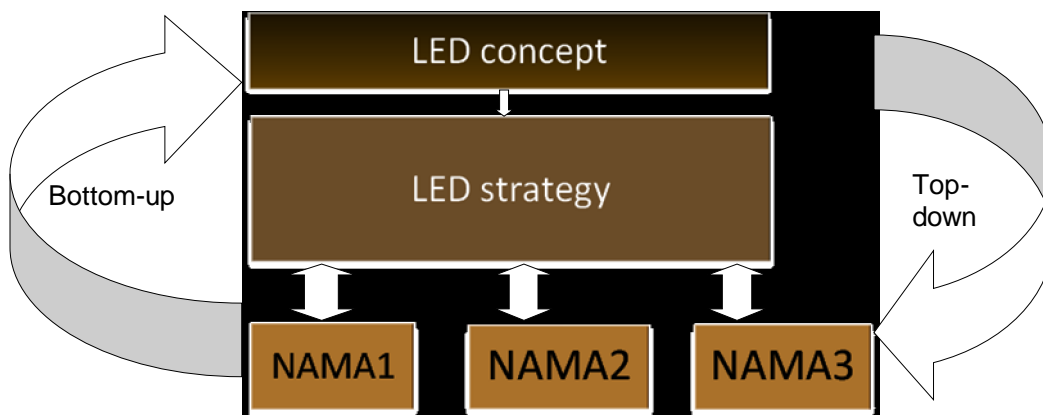 LED concept
LED strategy
Bottom-up
Top-
down
NAMA1
NAMA2
NAMA3